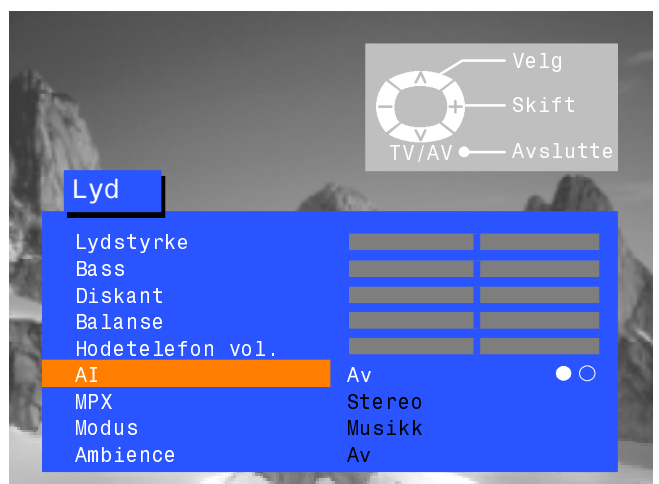 Velg
Skift
TV/AV Avslutte
Lyd
Lydstyrke
Bass
Diskant
Balanse
Hodetelefon vol.
AI Av
MPX Stereo
Modus Musikk
Ambience Av